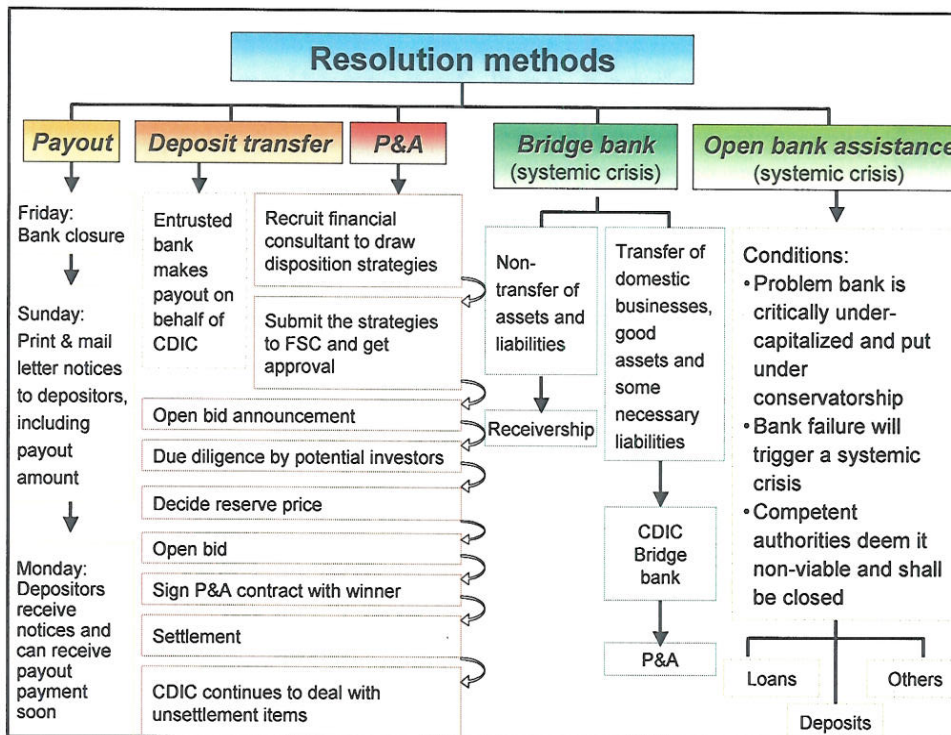 Resolution methods
Payout
Friday:
Bank closure
Sunday:
Print & mail
letter notices
to depositors,
including
payout
amount
Monday:
Depositors
receive
notices and
can receive
payout
payment
soon
Deposit transfer
Entrusted
bank
makes
payout on
behalf of
CDIC
P&A
Recruit financial
consultant to draw
disposition strategies
Submit the strategies
to FSC and get
approval
Open bid announcement
Due diligence by potential investors
Decide reserve price
Open bid
Sign P&A contract with winner
Settlement
CDIC continues to deal with
unsettlement items
Bridge bank
(systemic crisis)
Non-
transfer of
assets and
liabilities
Receivership
Transfer of
domestic
businesses,
good
assets and
some
necessary
liabilities
CDIC
Bridge
bank
P&A
Open bank assistance
(systemic crisis)
Conditions:
•Problem bank is
critically under-
capitalized and put
under
conservatorship
•Bank failure will
trigger a systemic
crisis
•Competent
authorities deem it
non-viable and shall
be closed
Loans
Deposits
Others